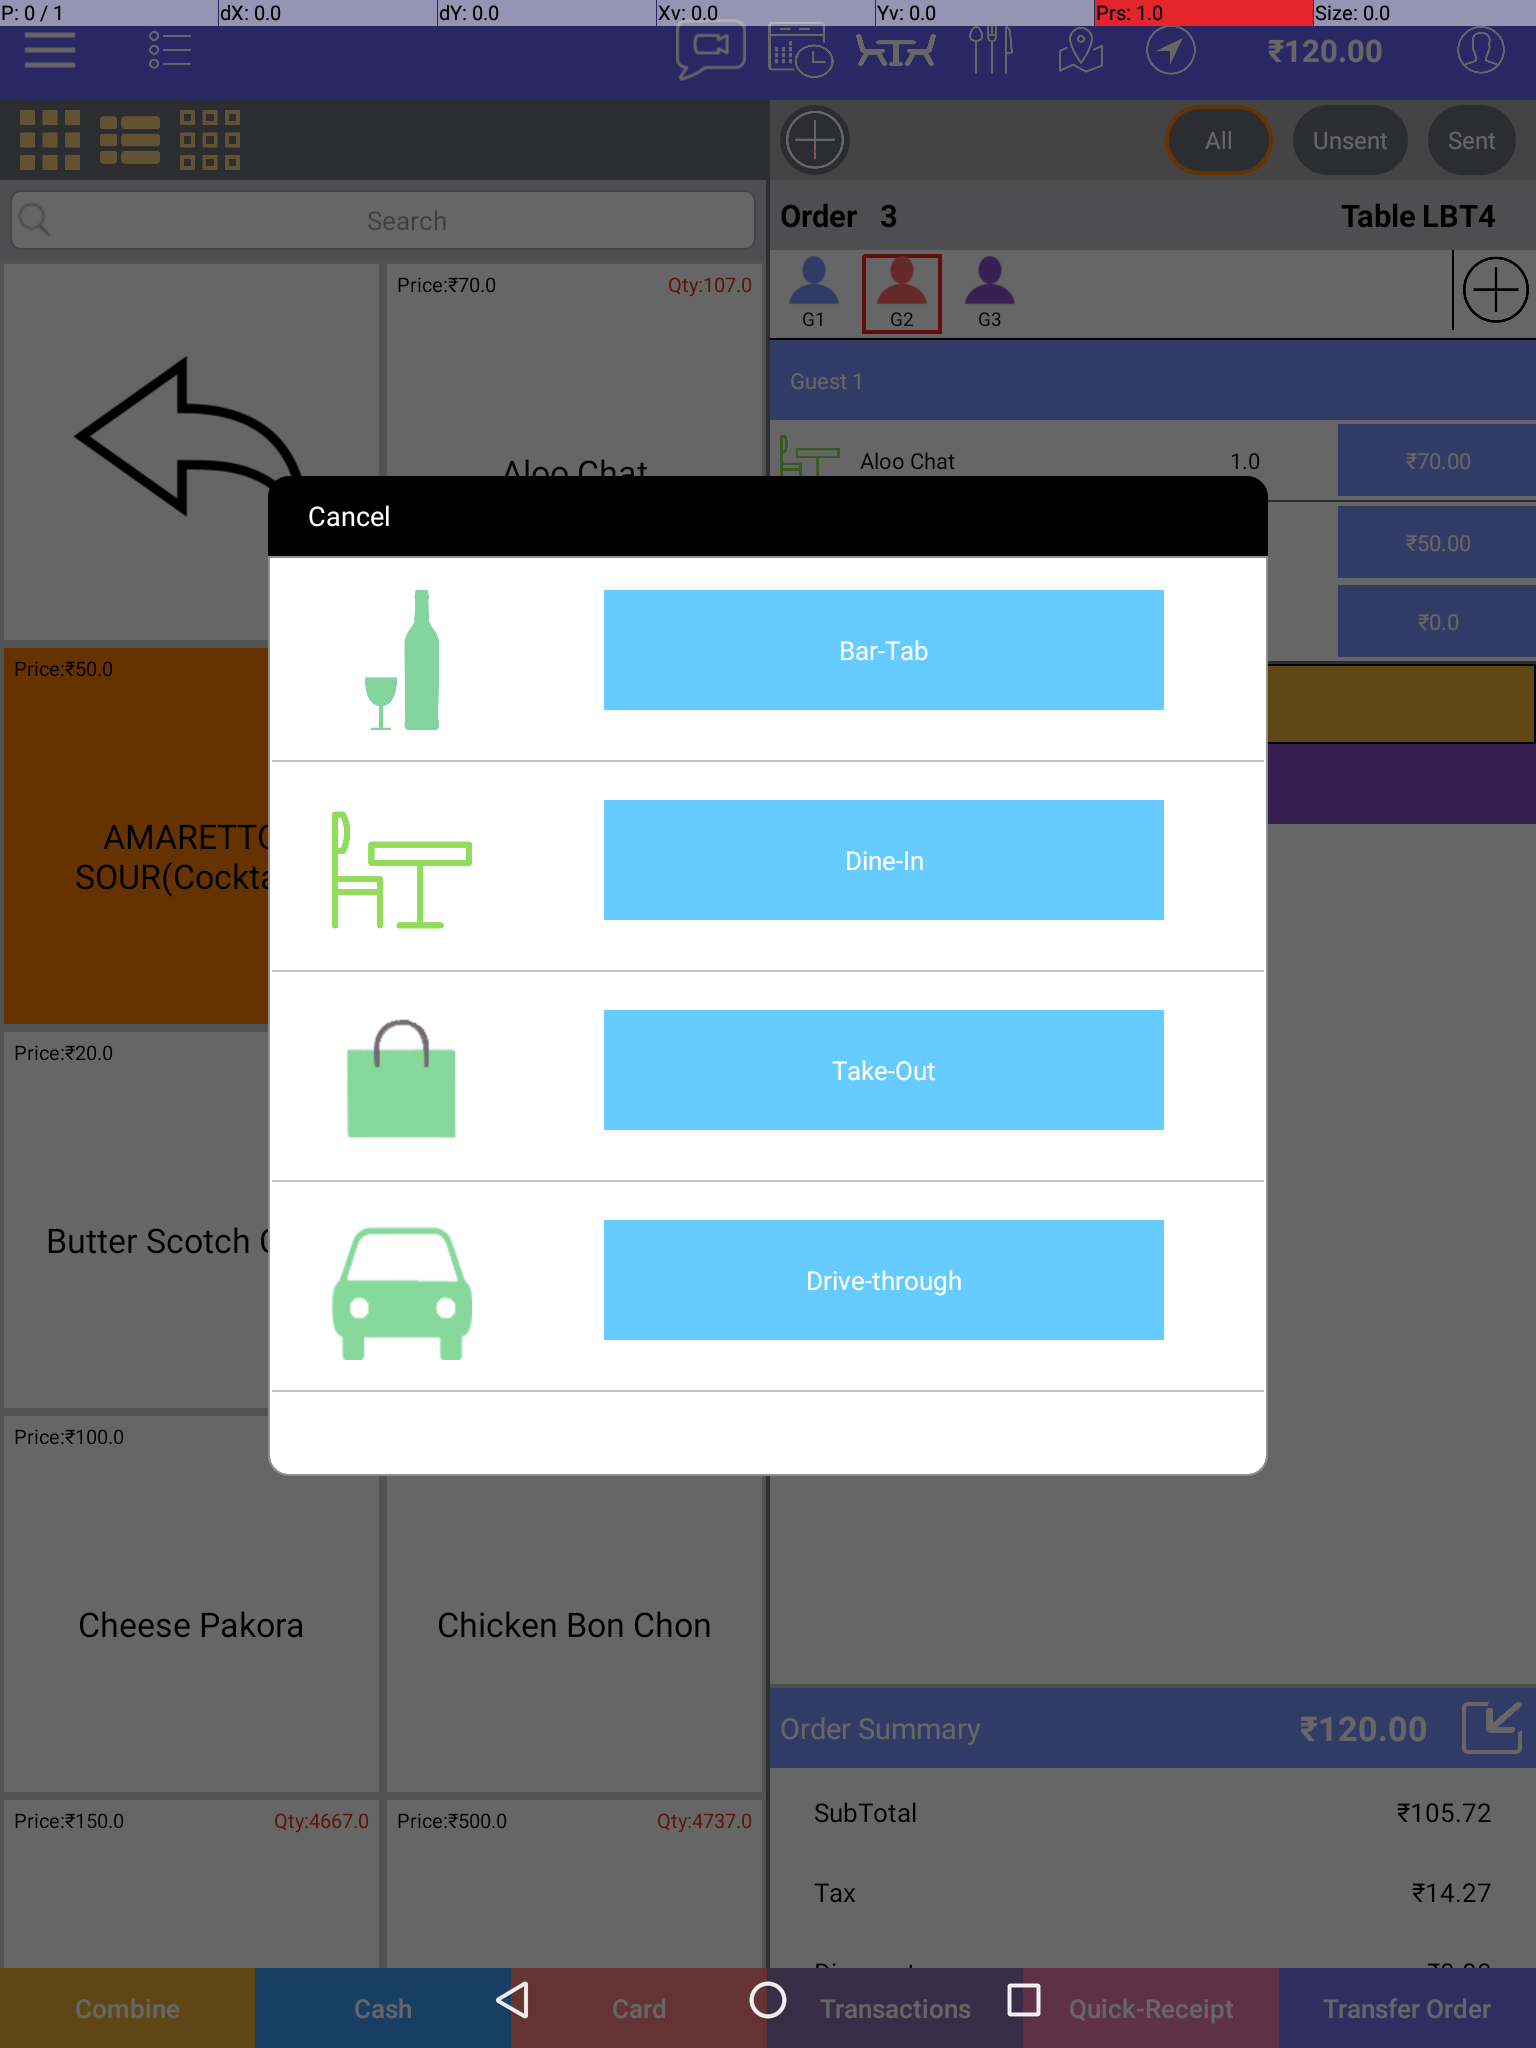 P: 0 / 1 dX: 0.0 dY: 0.0 Xv: 0.0 Yv: 0.0 Prs: 1.0 Size: 0.0
₹120.00
All Unsent Sent
Search
Order 3 Table LBT4
Price:₹70.0 Qty:107.0
G1 G2 G3
Guest 1
Aloo Chat
Aloo Chat 1.0 ₹70.00
Cancel
₹50.00
₹0.0
Bar-Tab
Price:₹50.0
AMARETTO
SOUR(Cockta
Dine-In
Price:₹20.0
Take-Out
Butter Scotch
Drive-through
Price:₹100.0
Cheese Pakora
Chicken Bon Chon
Order Summary ₹120.00
Price:₹150.0 Qty:4667.0
Price:₹500.0 Qty:4737.0
SubTotal ₹105.72
Tax ₹14.27
Combine Cash Card Transactions Quick-Receipt Transfer Order